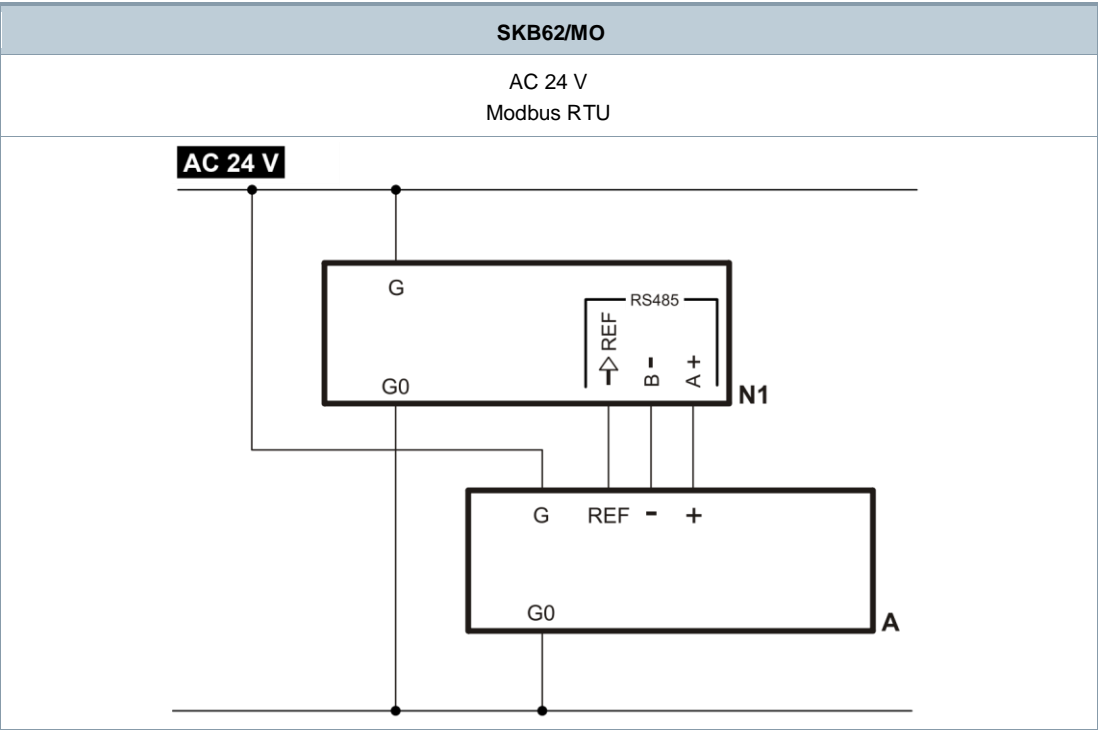 SKB62/MO
AC 24 V
Modbus RTU
AC 24 V
G
RS485
REF
B -
A +
G0
N1
G REF - +
G0
A